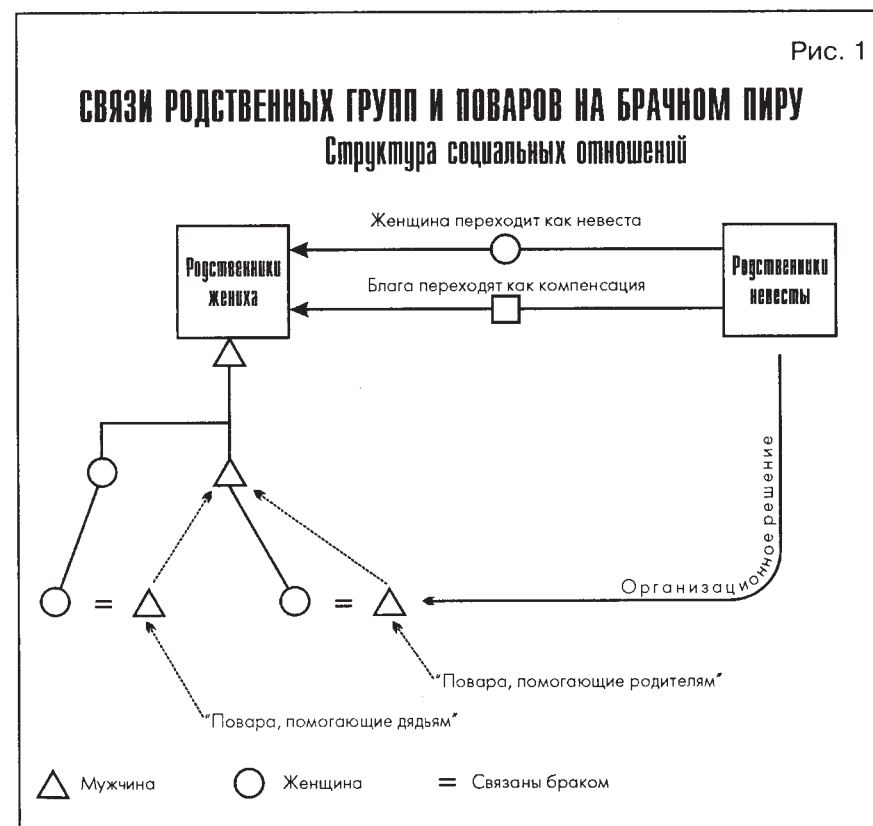 Рис. 1
СВЯЗИ РОДСТВЕННЫХ ГРУПП И ПОВАРОВ НА БРАЧНОМ ПИРУ
Структура социальных отношений
Женщина переходит как невеста
Родственники
жениха
Родственники
невесты
Блага переходят как компенсация
Организационное решение
=
=
"Повара, помогающие родителям"
"Повара, помогающие дядьям"
Мужчина
Женщина
= Связаны браком